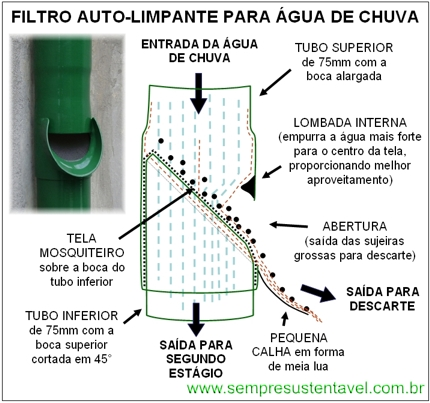 FILTRO AUTO-LIMPANTE PARA ÁGUA DE CHUVA
ENTRADA DA ÁGUA
DE CHUVA
TUBO SUPERIOR
de 75mm com a
boca alargada
LOMBADA INTERNA
(empurra a água mais forte
para o centro da tela,
proporcionando melhor
aproveitamento)
ABERTURA
(saída das sujeiras
grossas para descarte)
TELA
MOSQUITEIRO
sobre a boca do
tubo inferior
SAÍDA PARA
DESCARTE
TUBO INFERIOR
de 75mm com a
boca superior
cortada em 45°
SAÍDA PARA
SEGUNDO
ESTÁGIO
PEQUENA
CALHA em forma
de meia lua
www.sempresustentavel.com.br